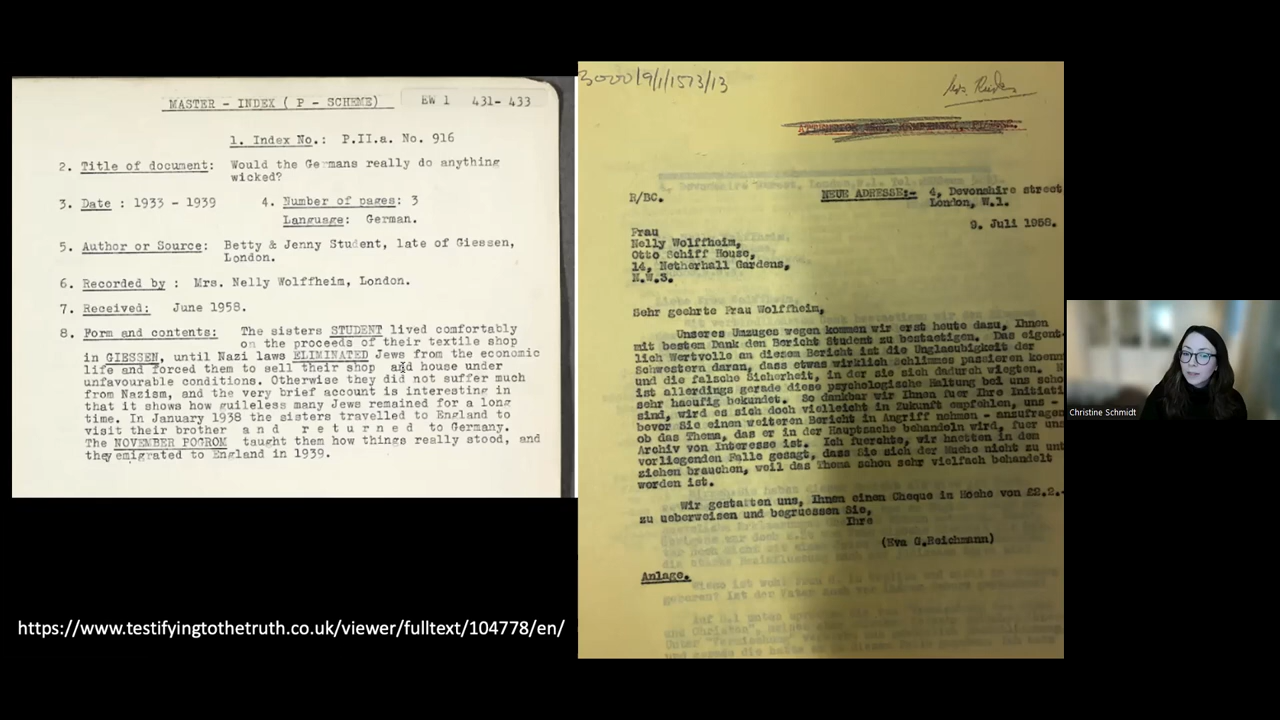 MASTER - INDEX ( P - SCHEME)
EW 1 431- 433
1. Index No.: P.II.a. No. 916
2. Title of document: Would the Germans really do anything
wicked?
3. Date : 1933 - 1939 4. Number of pages: 3
Language: German.
5. Author or Source: Betty & Jenny Student, late of Giessen,
London.
6. Recorded by : Mrs. Nelly Wolffheim, London.
7. Received: June 1958.
8. Form and contents: The sisters STUDENT lived comfortably
on the proceeds of their textile shop
in GIESSEN, until Nazi laws ELIMINATED Jews from the economic
life and forced them to sell their shop and house under
unfavourable conditions. Otherwise they did not suffer much
from Nazism, and the very brief account is interesting in
that it shows how guileless many Jews remained for a long
time. In January 1938 the sisters travelled to England to
visit their brother a n d r e t u r n e d to Germany.
The NOVEMBER POGROM taught them how things really stood, and
they emigrated to England in 1939.
https://www.testifyingtothetruth.co.uk/viewer/fulltext/104778/en/
3000/9/1/1573/13
Mrs.
R/BC.
NEUE ADRESSE:- 4, Devonshire street
London, W.1.
9. Juli 1958.
Frau
Nelly Wolffheim,
Otto Schiff House,
14, Netherhall Gardens,
N.W.3.
Sehr geehrte Frau Wolffheim,
Unseres Umzuges wegen kommen wir erst heute dazu, Ihnen
mit bestem Dank den Bericht Student zu bestaetigen. Das eigent-
lich Wertvolle an diesem Bericht ist die Unglaubigkeit der
Schwestern daran, dass etwas wirklich Schlimmes passieren koenn
und die falsche Sicherheit, in der sie sich dadurch wiegten. N
ist allerdings gerade diese psychologische Haltung bei uns scho
sehr haeufig bekundet. So dankbar wir Ihnen fuer Ihre Initiati
sind, wird es sich doch vielleicht in Zukunft empfehlen, uns -
bevor Sie einen weiteren Bericht in Angriff nehmen - anzufragen
ob das Thema, das er in der Hauptsache behandeln wird, fuer uns
Archiv von Interesse ist. Ich fuerchte, wir haetten in dem
vorliegenden Falle gesagt, dass Sie sich der Muehe nicht zu unt
ziehen brauchen, weil das Thema schon sehr vielfach behandelt
worden ist.
Wir gestatten uns, Ihnen einen Cheque in Hoehe von £2.2.-
zu ueberweisen und begruessen Sie,
Ihre
(Eva G.Reichmann)
Anlage.
Christine Schmidt